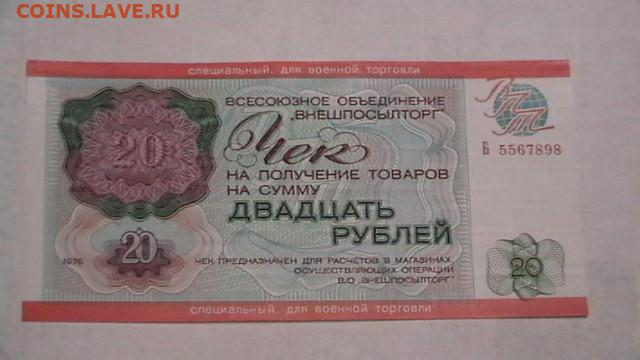 COINS.LAVE.RU
специальный, для военной торговли
ВСЕСОЮЗНОЕ ОБЪЕДИНЕНИЕ
„ВНЕШПОСЫЛТОРГ"
ВПТ
Чек
Б 5567898
20
НА ПОЛУЧЕНИЕ ТОВАРОВ
НА СУММУ
ДВАДЦАТЬ
РУБЛЕЙ
20
1976
ЧЕК ПРЕДНАЗНАЧЕН ДЛЯ РАСЧЕТОВ В МАГАЗИНАХ,
ОСУЩЕСТВЛЯЮЩИХ ОПЕРАЦИИ
В/О „ВНЕШПОСЫЛТОРГ"
20
специальный, для военной торговли